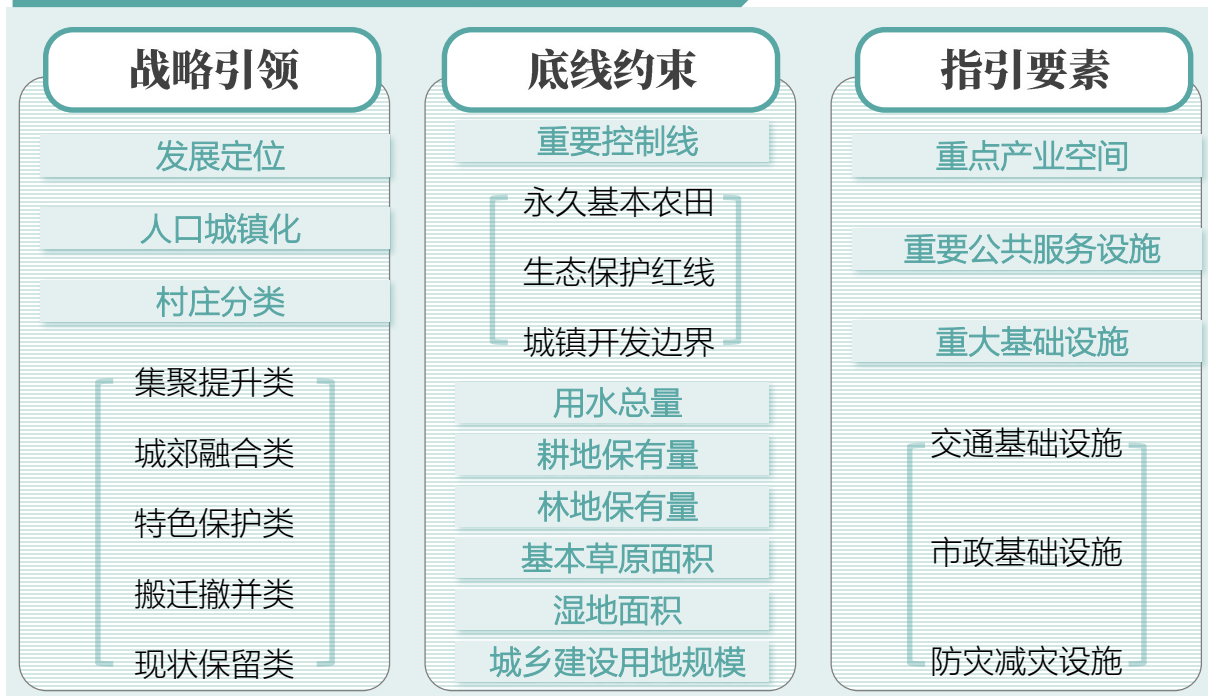 战略引领
发展定位
人口城镇化
村庄分类
集聚提升类
城郊融合类
特色保护类
搬迁撤并类
现状保留类
底线约束
重要控制线
永久基本农田
生态保护红线
城镇开发边界
用水总量
耕地保有量
林地保有量
基本草原面积
湿地面积
城乡建设用地规模
指引要素
重点产业空间
重要公共服务设施
重大基础设施
交通基础设施
市政基础设施
防灾减灾设施